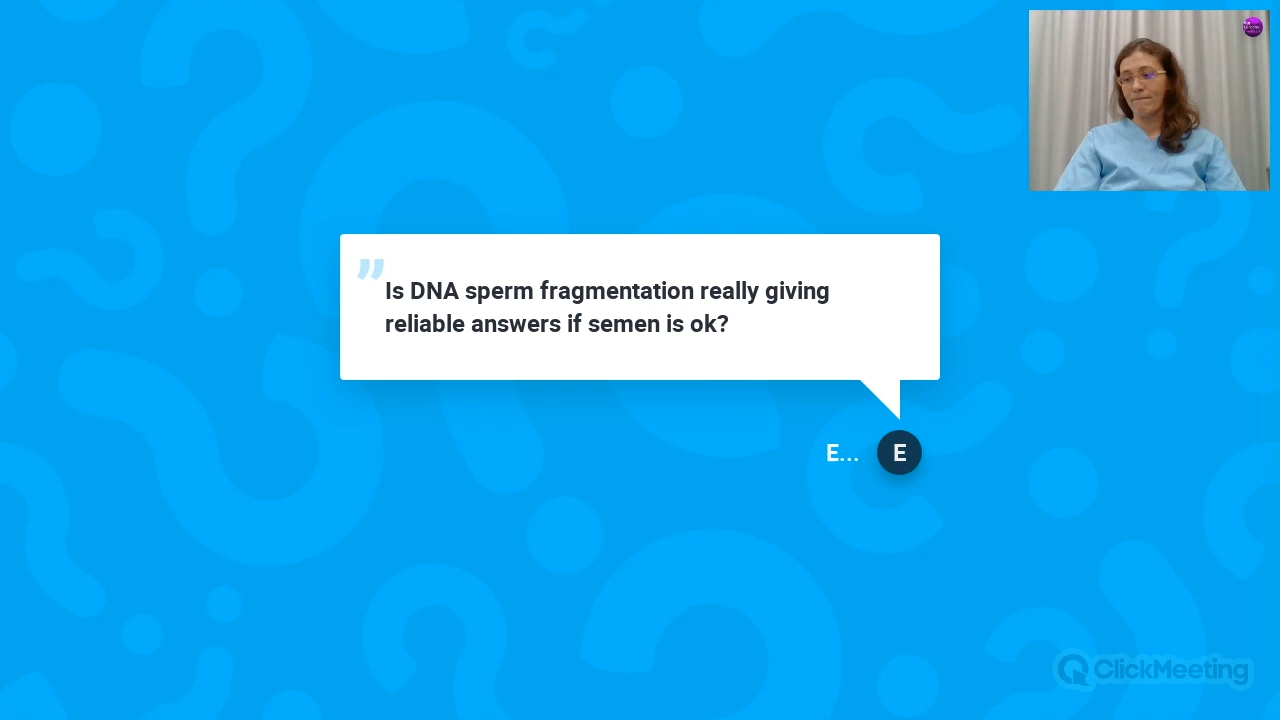 Is DNA sperm fragmentation really giving
reliable answers if semen is ok?
E...
E
ClickMeeting